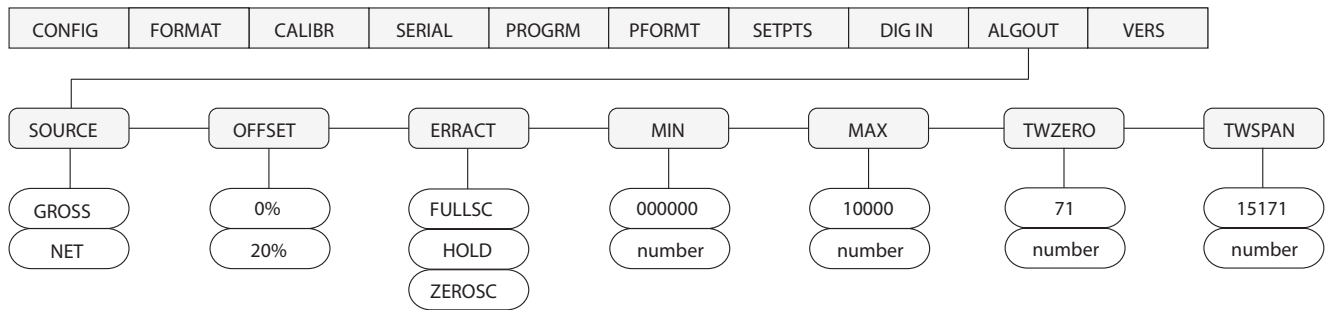 CONFIG FORMAT CALIBR SERIAL PROGRM PFORMT SETPTS DIG IN ALGOUT VERS
SOURCE OFFSET ERRACT MIN MAX TWZERO TWSPAN
GROSS 0% FULLSC 000000 10000 71 15171
NET 20% HOLD number number number number
ZEROSC